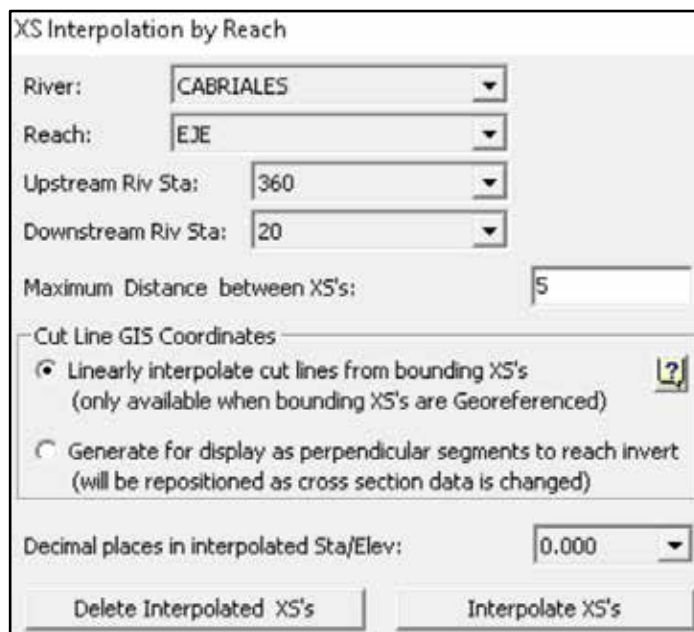 XS Interpolation by Reach
River: CABRIALES
Reach: EJE
Upstream Riv Sta: 360
Downstream Riv Sta: 20
Maximum Distance between XS's: 5
Cut Line GIS Coordinates
Linearly interpolate cut lines from bounding XS's
(only available when bounding XS's are Georeferenced)
?
Generate for display as perpendicular segments to reach invert
(will be repositioned as cross section data is changed)
Decimal places in interpolated Sta/Elev: 0.000
Delete Interpolated XS's Interpolate XS's